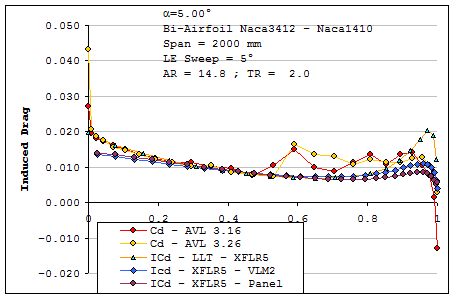 α=5.00°
Bi-Airfoil Naca3412 - Naca1410
Span = 2000 mm
LE Sweep = 5°
AR = 14.8 ; TR = 2.0
Induced Drag
0.050
0.040
0.030
0.020
0.010
0.000
-0.010
-0.020
0 0.2 0.4 0.6 0.8 1
Cd - AVL 3.16
Cd - AVL 3.26
ICd - LLT - XFLR5
Icd - XFLR5 - VLM2
ICd - XFLR5 - Panel